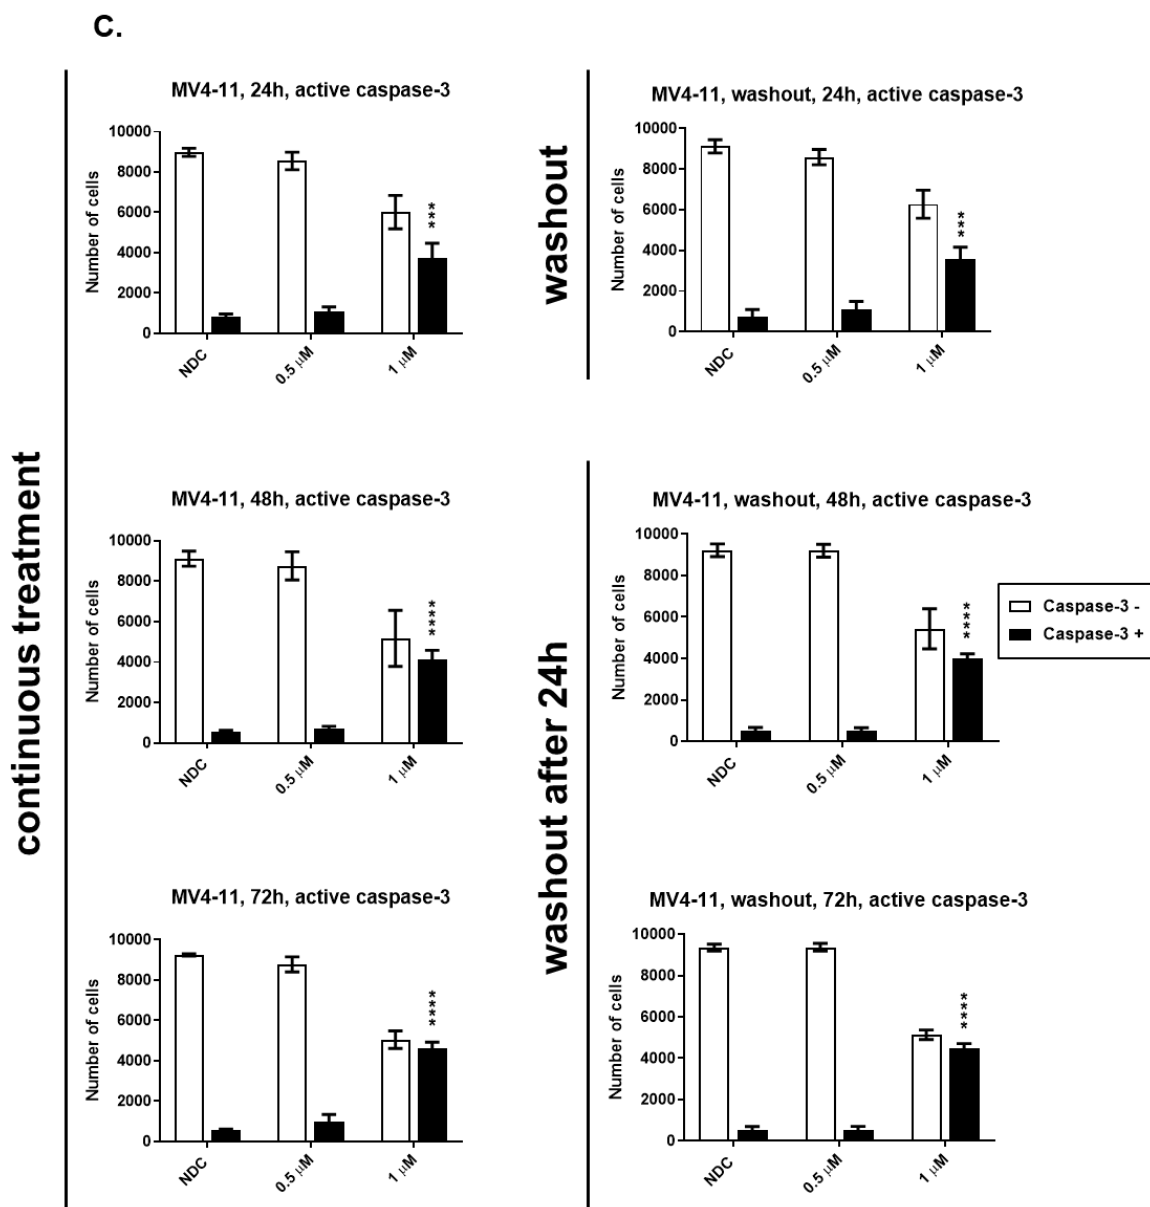 C.
continuous treatment
MV4-11, 24h, active caspase-3
Number of cells
10000
8000
6000
4000
2000
0
***
NDC
0.5 μM
1 μM
MV4-11, 48h, active caspase-3
Number of cells
10000
8000
6000
4000
2000
0
****
NDC
0.5 μM
1 μM
MV4-11, 72h, active caspase-3
Number of cells
10000
8000
6000
4000
2000
0
****
NDC
0.5 μM
1 μM
washout
MV4-11, washout, 24h, active caspase-3
Number of cells
10000
8000
6000
4000
2000
0
***
NDC
0.5 μM
1 μM
washout after 24h
MV4-11, washout, 48h, active caspase-3
Number of cells
10000
8000
6000
4000
2000
0
****
NDC
0.5 μM
1 μM
Caspase-3 -
Caspase-3 +
MV4-11, washout, 72h, active caspase-3
Number of cells
10000
8000
6000
4000
2000
0
****
NDC
0.5 μM
1 μM